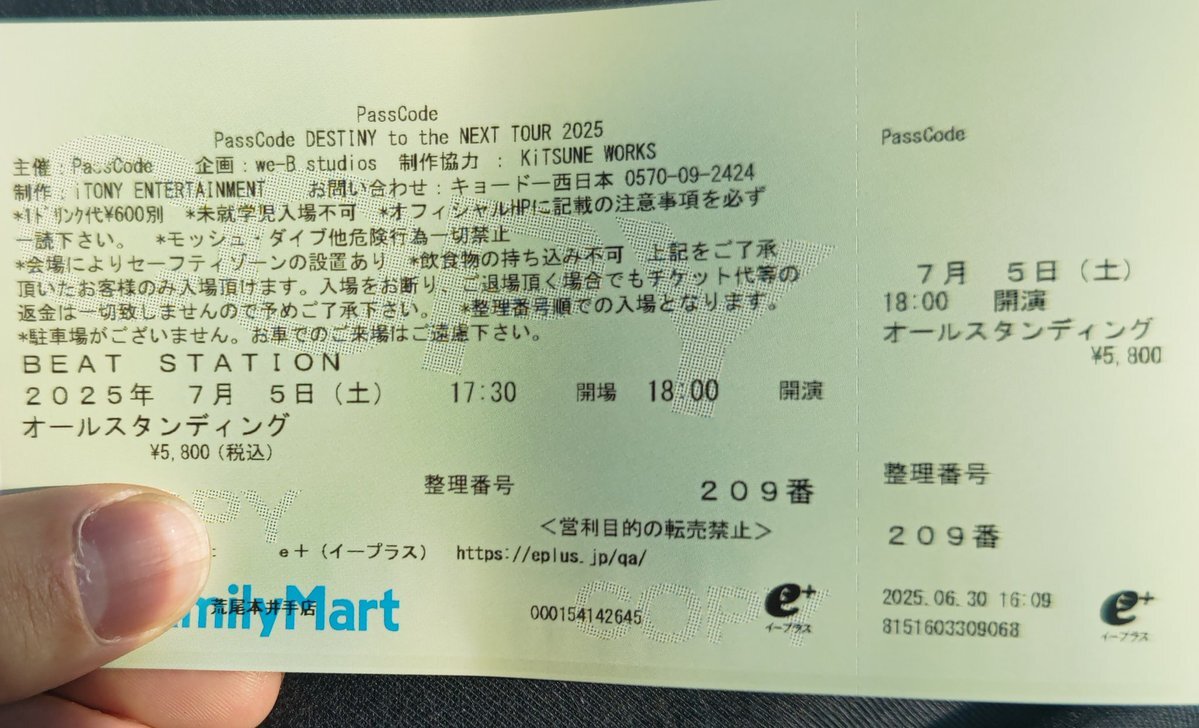 PassCode
PassCode DESTINY to the NEXT TOUR 2025
主催：PassCode 企画：we-B studios 制作協力 : KiTSUNE WORKS
制作：iTONY ENTERTAINMENT お問い合わせ：キョードー西日本 0570-09-2424
*1ドリンク代¥600別 *未就学児入場不可 *オフィシャルHPに記載の注意事項を必ず
一読下さい。 *モッシュ・ダイブ他危険行為一切禁止
*会場によりセーフティゾーンの設置あり *飲食物の持ち込み不可 上記をご了承
頂いたお客様のみ入場頂けます。入場をお断り、ご退場頂く場合でもチケット代等の
返金は一切致しませんので予めご了承下さい。 *整理番号順での入場となります。
*駐車場がございません。お車でのご来場はご遠慮下さい。
ＢＥＡＴ ＳＴＡＴＩＯＮ
２０２５年 ７月 ５日（土） 17:30 開場 18:00 開演
オールスタンディング
¥5,800（税込）
整理番号 ２０９番
＜営利目的の転売禁止＞
: e＋（イープラス） https://eplus.jp/qa/
milyMart
荒尾本井手店
000154142645
e+
イープラス
COPY
PassCode
７月 ５日（土）
18:00 開演
オールスタンディング
¥5,800
整理番号
２０９番
2025.06.30 16:09
8151603309068
e+
イープラス